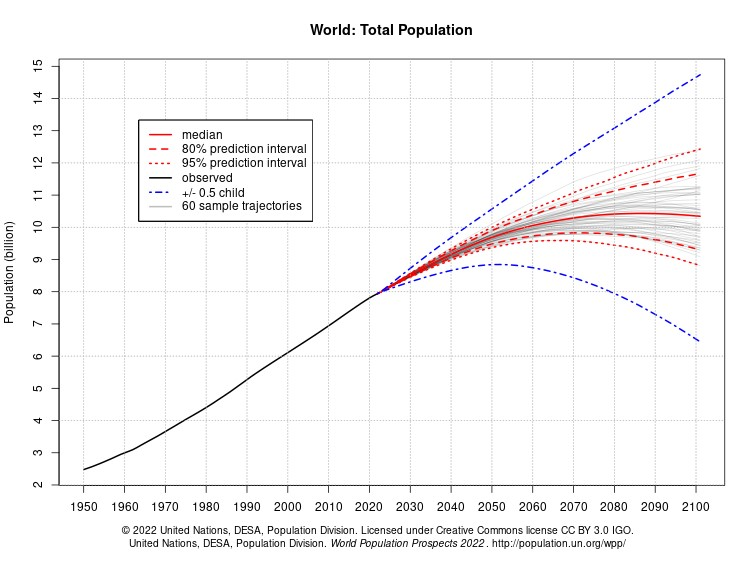 World: Total Population
Population (billion)
15
14
13
12
11
10
9
8
7
6
5
4
3
2
median
80% prediction interval
95% prediction interval
observed
+/- 0.5 child
60 sample trajectories
1950 1960 1970 1980 1990 2000 2010 2020 2030 2040 2050 2060 2070 2080 2090 2100
© 2022 United Nations, DESA, Population Division. Licensed under Creative Commons license CC BY 3.0 IGO.
United Nations, DESA, Population Division. World Population Prospects 2022. http://population.un.org/wpp/